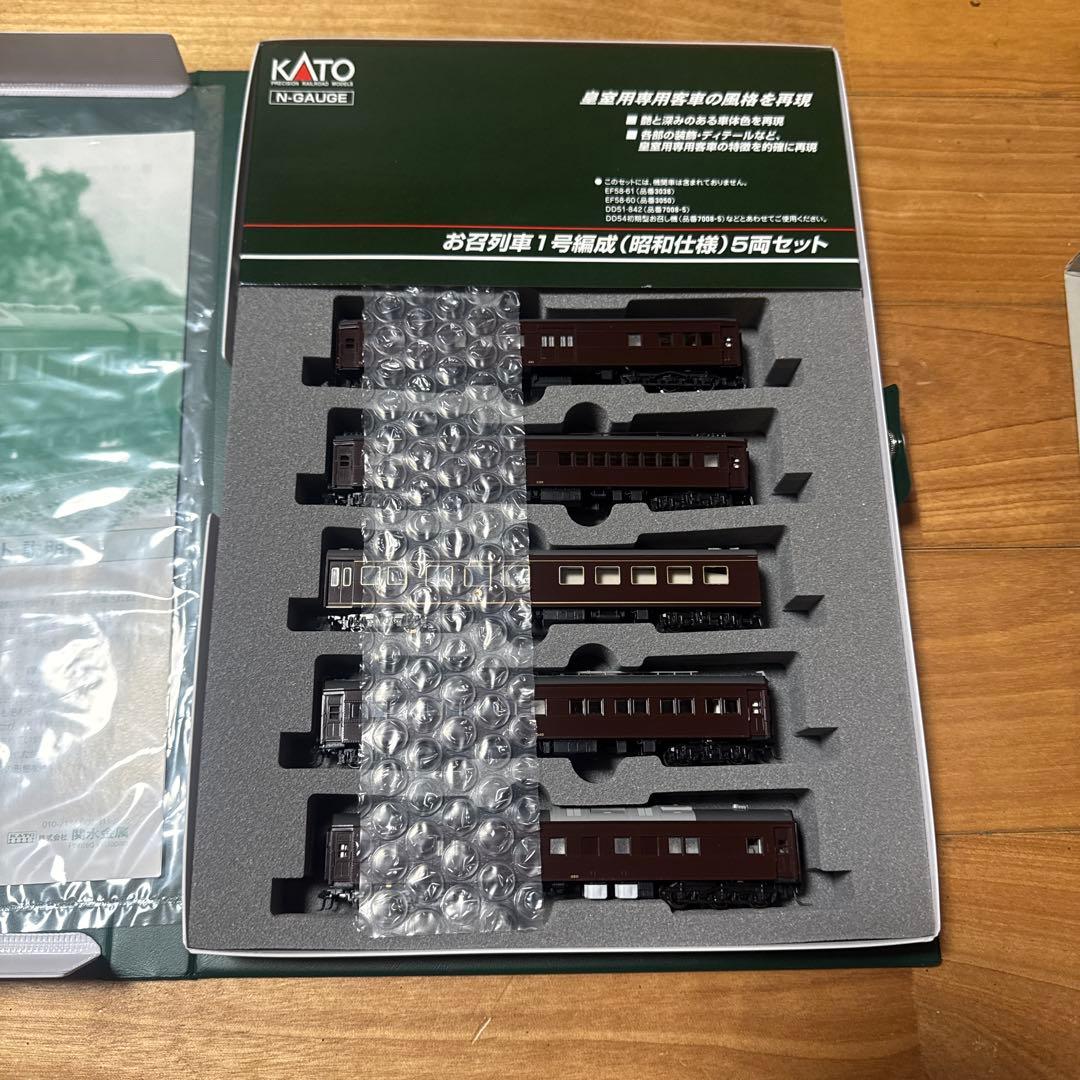 KATO
PRECISION RAILROAD MODELS
N-GAUGE
皇室用専用客車の風格を再現
■ 艶と深みのある車体色を再現
■ 各部の装飾・ディテールなど、
皇室用専用客車の特徴を的確に再現
● このセットには、機関車は含まれておりません。
EF58-61(品番3038)
EF58-60(品番3050)
DD51-842(品番7008-5)
DD54初期型お召し機(品番7008-5)などとあわせてご使用ください。
お召列車1号編成(昭和仕様)5両セット
KATO
株式会社 関水金属